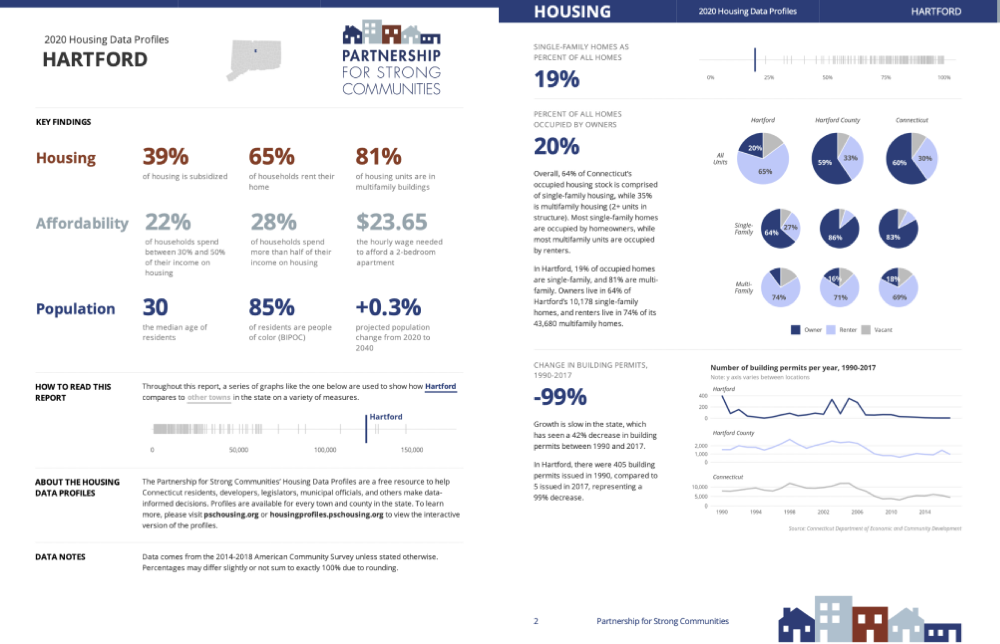 2020 Housing Data Profiles
HARTFORD
PARTNERSHIP
FOR STRONG
COMMUNITIES
KEY FINDINGS
Housing
39%
of housing is subsidized
65%
of households rent their
home
81%
of housing units are in
multifamily buildings
Affordability
22%
of households spend
between 30% and 50%
of their income on
housing
28%
of households spend
more than half of their
income on housing
$23.65
the hourly wage needed
to afford a 2-bedroom
apartment
Population
30
the median age of
residents
85%
of residents are people
of color (BIPOC)
+0.3%
projected population
change from 2020 to
2040
HOW TO READ THIS
REPORT
Throughout this report, a series of graphs like the one below are used to show how Hartford
compares to other towns in the state on a variety of measures.
Hartford
0 50,000 100,000 150,000
ABOUT THE HOUSING
DATA PROFILES
The Partnership for Strong Communities' Housing Data Profiles are a free resource to help
Connecticut residents, developers, legislators, municipal officials, and others make data-
informed decisions. Profiles are available for every town and county in the state. To learn
more, please visit pschousing.org or housingprofiles.pschousing.org to view the interactive
version of the profiles.
DATA NOTES
Data comes from the 2014-2018 American Community Survey unless stated otherwise.
Percentages may differ slightly or not sum to exactly 100% due to rounding.
HOUSING
2020 Housing Data Profiles
HARTFORD
SINGLE-FAMILY HOMES AS
PERCENT OF ALL HOMES
19%
0% 25% 50% 75% 100%
PERCENT OF ALL HOMES
OCCUPIED BY OWNERS
20%
Overall, 64% of Connecticut's
occupied housing stock is comprised
of single-family housing, while 35%
is multifamily housing (2+ units in
structure). Most single-family homes
are occupied by homeowners, while
most multifamily units are occupied
by renters.
In Hartford, 19% of occupied homes
are single-family, and 81% are multi-
family. Owners live in 64% of
Hartford's 10,178 single-family
homes, and renters live in 74% of its
43,680 multifamily homes.
Hartford Hartford County Connecticut
All
Units
20% 65% 59% 33% 60% 30%
Single-
Family
64% 27% 86% 83%
Multi-
Family
74% 16% 71% 18% 69%
Owner Renter Vacant
CHANGE IN BUILDING PERMITS,
1990-2017
-99%
Growth is slow in the state, which
has seen a 42% decrease in building
permits between 1990 and 2017.
In Hartford, there were 405 building
permits issued in 1990, compared to
5 issued in 2017, representing a
99% decrease.
Number of building permits per year, 1990-2017
Note: y axis varies between locations
Hartford
400
200
0
Hartford County
2,000
1,000
0
Connecticut
10,000
5,000
0
1990 1994 1998 2002 2006 2010 2014
Source: Connecticut Department of Economic and Community Development
2
Partnership for Strong Communities